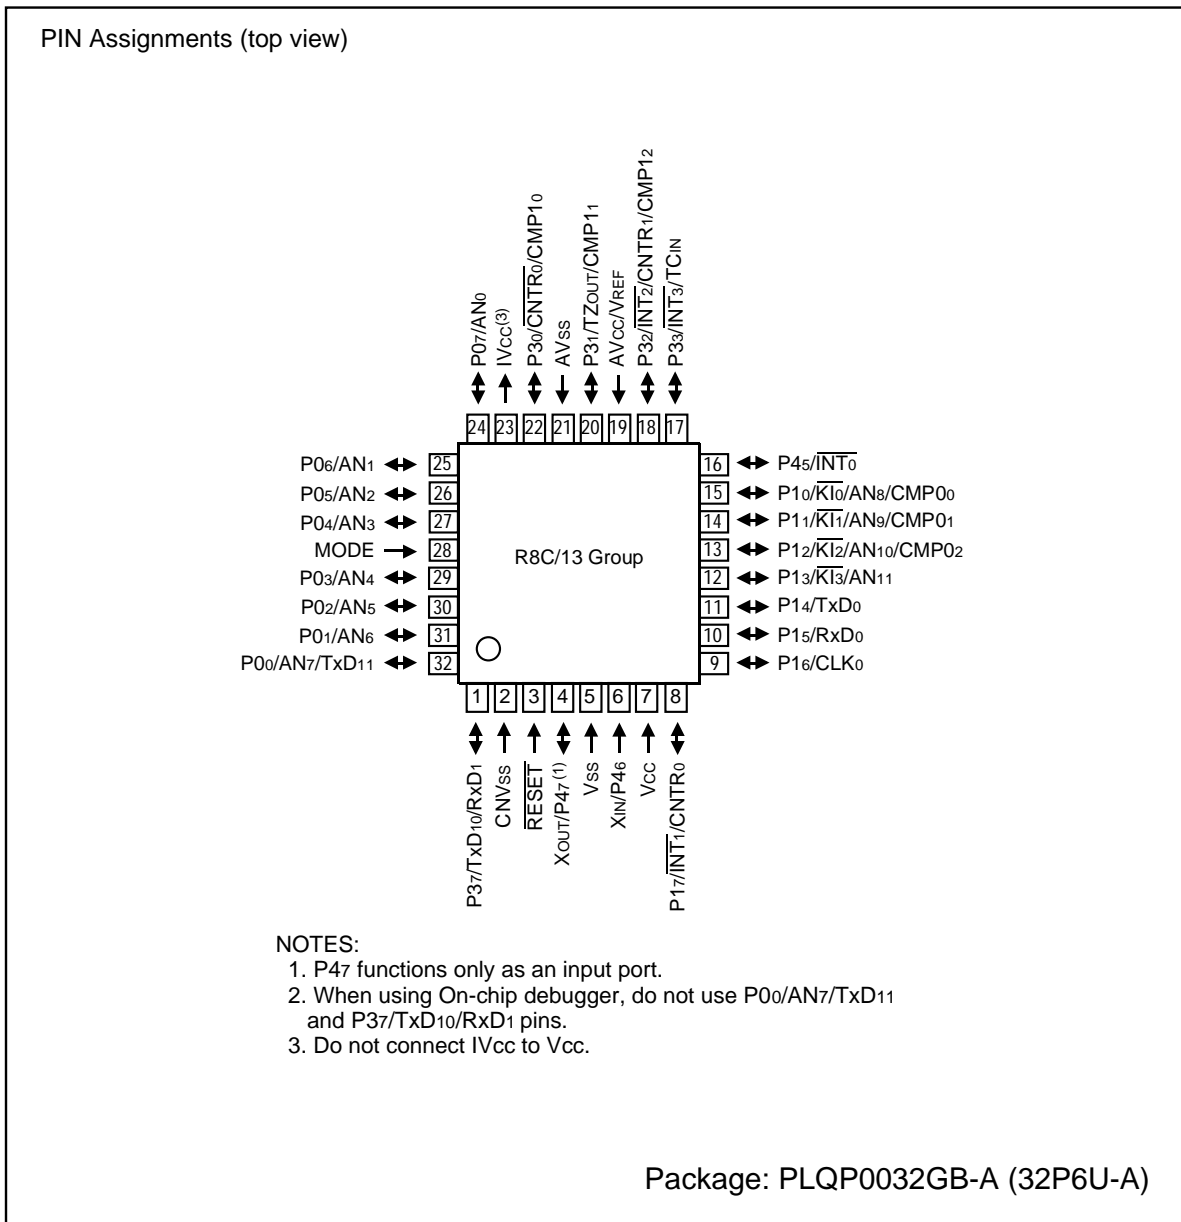 PIN Assignments (top view)
P07/AN0
IVCC(3)
P30/CNTR0/CMP10
AVSS
P31/TZOUT/CMP11
AVCC/VREF
P32/INT2/CNTR1/CMP12
P33/INT3/TCIN
24 23 22 21 20 19 18 17
P06/AN1 25
P05/AN2 26
P04/AN3 27
MODE 28
P03/AN4 29
P02/AN5 30
P01/AN6 31
P00/AN7/TxD11 32
R8C/13 Group
16 P45/INT0
15 P10/KI0/AN8/CMP00
14 P11/KI1/AN9/CMP01
13 P12/KI2/AN10/CMP02
12 P13/KI3/AN11
11 P14/TxD0
10 P15/RxD0
9 P16/CLK0
1 2 3 4 5 6 7 8
P37/TxD10/RxD1
CNVSS
RESET
XOUT/P47 (1)
VSS
XIN/P46
VCC
P17/INT1/CNTR0
NOTES:
1. P47 functions only as an input port.
2. When using On-chip debugger, do not use P00/AN7/TxD11
and P37/TxD10/RxD1 pins.
3. Do not connect IVcc to Vcc.
Package: PLQP0032GB-A (32P6U-A)